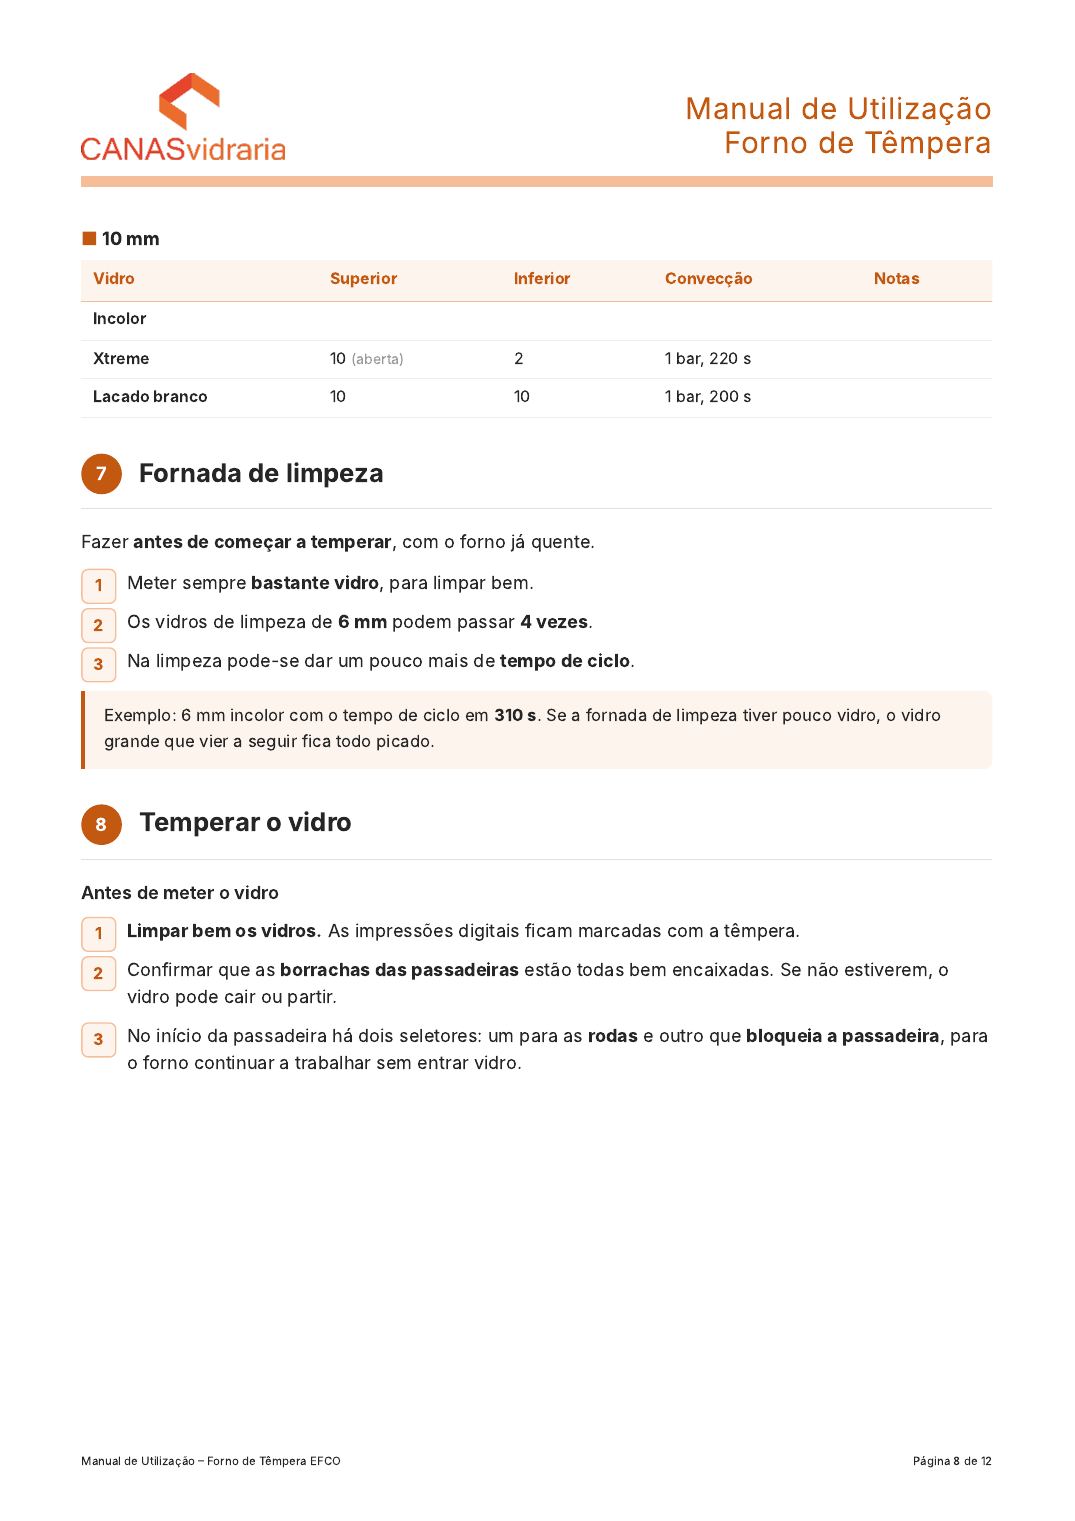 CANASvidraria
Manual de Utilização
Forno de Têmpera
10 mm
Vidro Superior Inferior Convecção Notas
Incolor
Xtreme 10 (aberta) 2 1 bar, 220 s
Lacado branco 10 10 1 bar, 200 s
7 Fornada de limpeza
Fazer antes de começar a temperar, com o forno já quente.
1 Meter sempre bastante vidro, para limpar bem.
2 Os vidros de limpeza de 6 mm podem passar 4 vezes.
3 Na limpeza pode-se dar um pouco mais de tempo de ciclo.
Exemplo: 6 mm incolor com o tempo de ciclo em 310 s. Se a fornada de limpeza tiver pouco vidro, o vidro
grande que vier a seguir fica todo picado.
8 Temperar o vidro
Antes de meter o vidro
1 Limpar bem os vidros. As impressões digitais ficam marcadas com a têmpera.
2 Confirmar que as borrachas das passadeiras estão todas bem encaixadas. Se não estiverem, o
vidro pode cair ou partir.
3 No início da passadeira há dois seletores: um para as rodas e outro que bloqueia a passadeira, para
o forno continuar a trabalhar sem entrar vidro.
Manual de Utilização – Forno de Têmpera EFCO Página 8 de 12